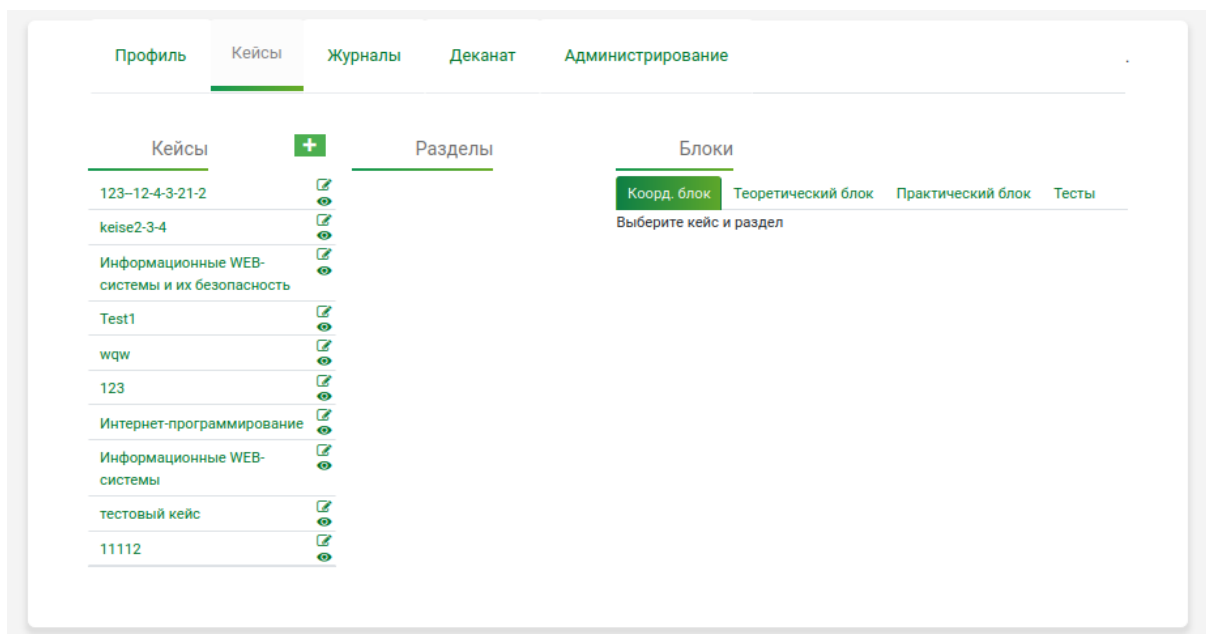 Профиль Кейсы Журналы Деканат Администрирование .
Кейсы + Разделы Блоки
123--12-4-3-21-2
keise2-3-4
Информационные WEB-
системы и их безопасность
Test1
wqw
123
Интернет-программирование
Информационные WEB-
системы
тестовый кейс
11112
Коорд. блок Теоретический блок Практический блок Тесты
Выберите кейс и раздел